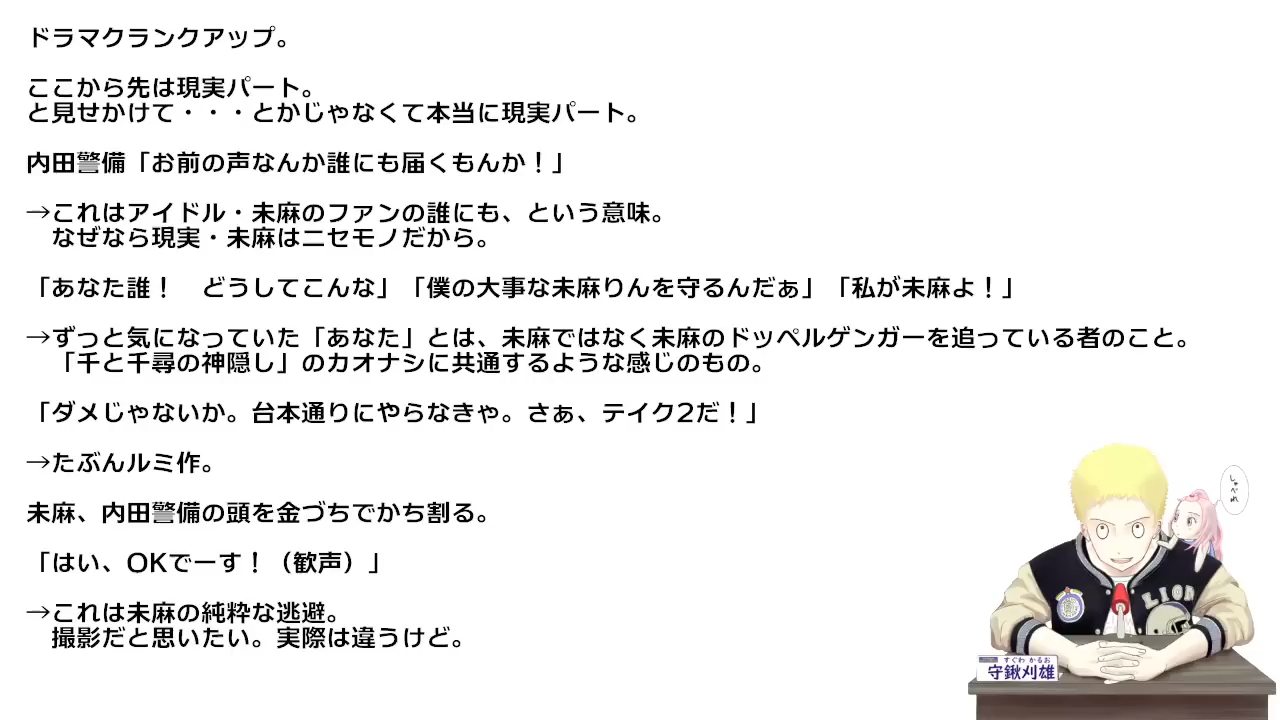 ドラマクランクアップ。
ここから先は現実パート。
と見せかけて・・・とかじゃなくて本当に現実パート。
内田警備「お前の声なんか誰にも届くもんか！」
→これはアイドル・未麻のファンの誰にも、という意味。
なぜなら現実・未麻はニセモノだから。
「あなた誰！　どうしてこんな」「僕の大事な未麻りんを守るんだぁ」「私が未麻よ！」
→ずっと気になっていた「あなた」とは、未麻ではなく未麻のドッペルゲンガーを追っている者のこと。
「千と千尋の神隠し」のカオナシに共通するような感じのもの。
「ダメじゃないか。台本通りにやらなきゃ。さぁ、テイク2だ！」
→たぶんルミ作。
未麻、内田警備の頭を金づちでかち割る。
「はい、OKでーす！（歓声）」
→これは未麻の純粋な逃避。
撮影だと思いたい。実際は違うけど。
しゃべれ
LION
すぐわ かるお
守鍬刈雄